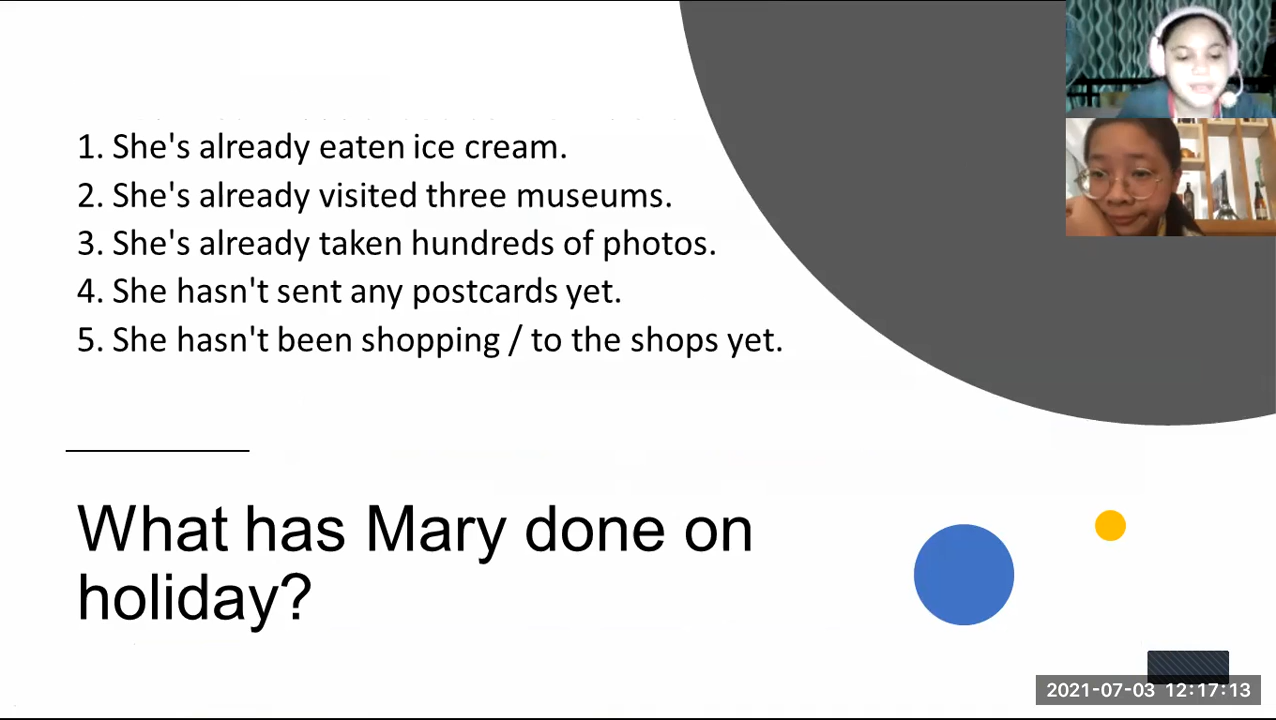 1. She's already eaten ice cream.
2. She's already visited three museums.
3. She's already taken hundreds of photos.
4. She hasn't sent any postcards yet.
5. She hasn't been shopping / to the shops yet.
What has Mary done on
holiday?
2021-07-03 12:17:13